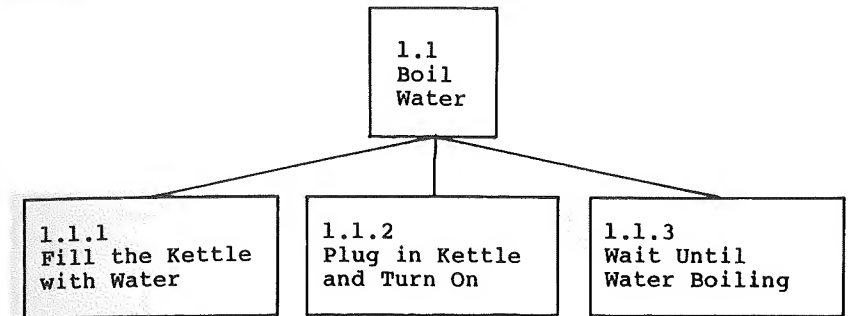 1.1
Boil
Water
1.1.1
Fill the Kettle
with Water
1.1.2
Plug in Kettle
and Turn On
1.1.3
Wait Until
Water Boiling